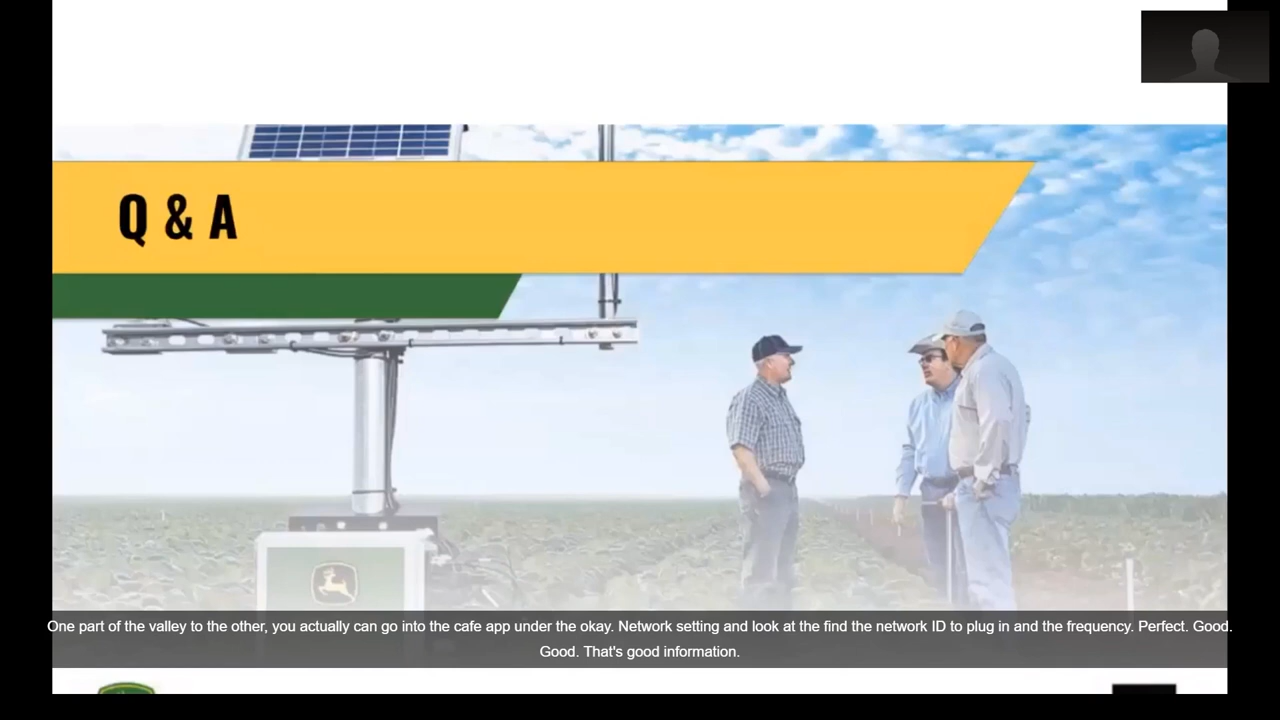 Q & A
One part of the valley to the other, you actually can go into the cafe app under the okay. Network setting and look at the find the network ID to plug in and the frequency. Perfect. Good.
Good. That's good information.